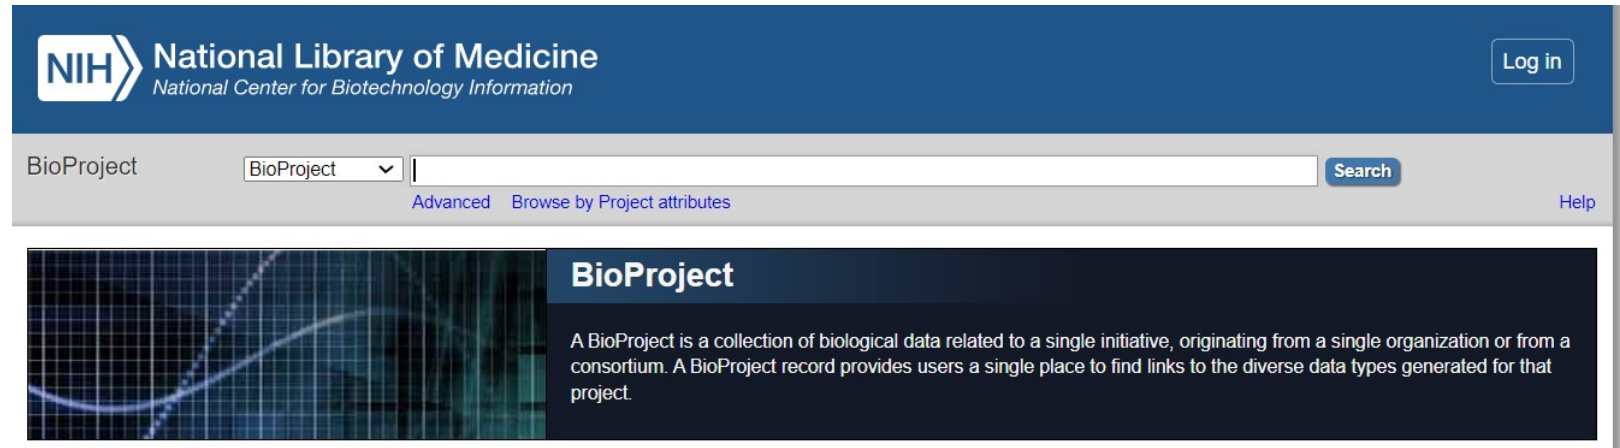 NIH National Library of Medicine
National Center for Biotechnology Information
Log in
BioProject
BioProject
Search
Advanced Browse by Project attributes
Help
BioProject
A BioProject is a collection of biological data related to a single initiative, originating from a single organization or from a
consortium. A BioProject record provides users a single place to find links to the diverse data types generated for that
project.